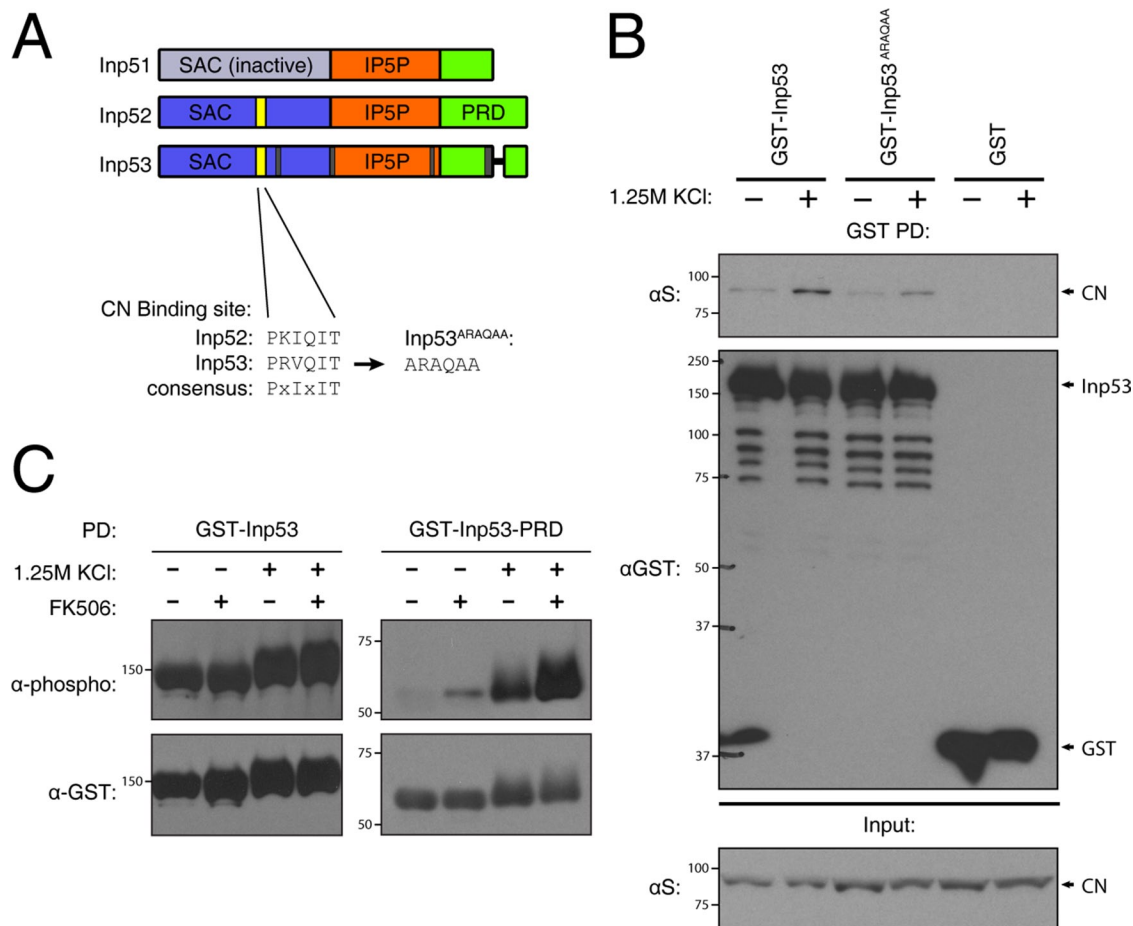 A
Inp51 SAC (inactive) IP5P
Inp52 SAC IP5P PRD
Inp53 SAC IP5P
CN Binding site:
Inp52: PKIQIT Inp53ARAQAA:
Inp53: PRVQIT ARAQAA
consensus: PxIxIT
B
GST-Inp53
GST-Inp53ARAQAA
GST
1.25M KCl: – + – + – +
GST PD:
αS: 100 CN
75
250
Inp53
150
100
75
αGST: 50
37
37 GST
Input:
αS: 100 CN
75
C
PD: GST-Inp53 GST-Inp53-PRD
1.25M KCl: – – + + – – + +
FK506: – + – + – + – +
α-phospho: 150 75
50
α-GST: 150 75
50